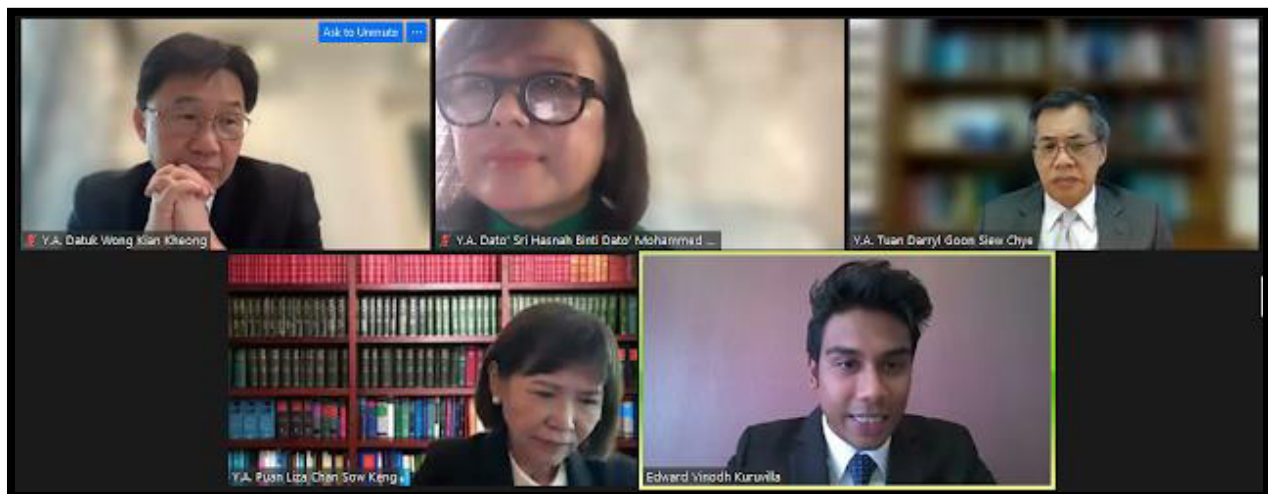 Ask to Unmute
Y.A. Datuk Wong Kian Kheong
Y.A. Dato' Sri Hasnah Binti Dato' Mohammed ...
Y.A. Tuan Darryl Goon Siew Chye
Y.A. Puan Liza Chan Sow Keng
Edward Vinodh Kuruvilla